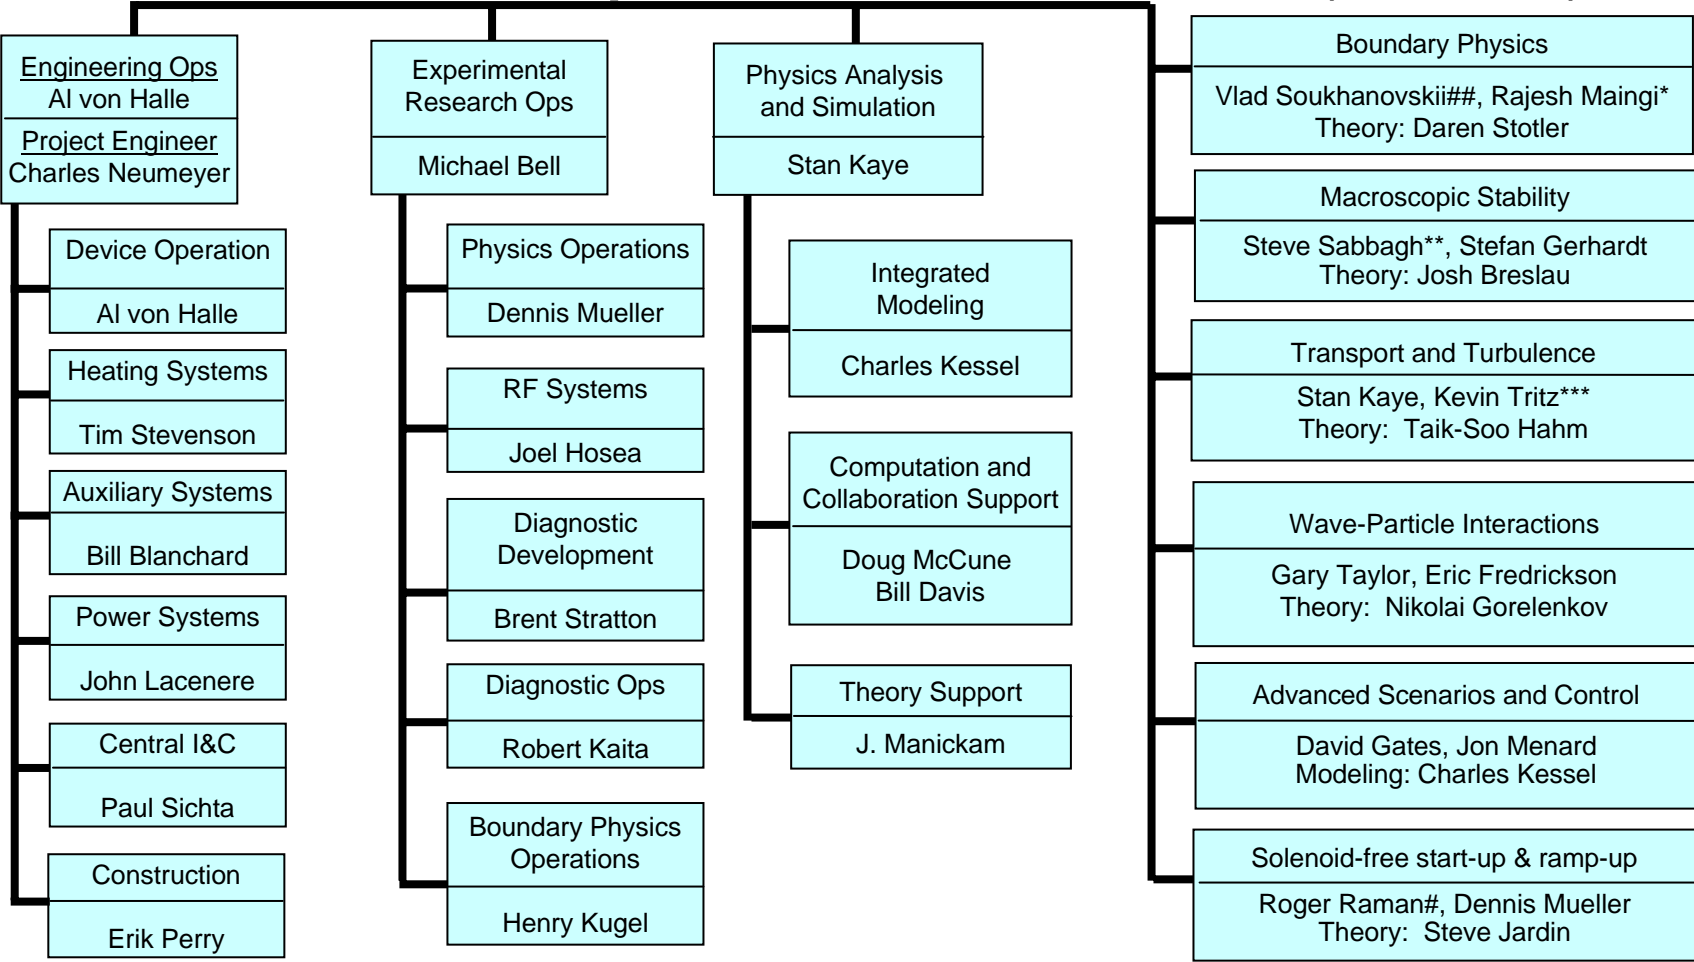 Engineering Ops
Al von Halle
Project Engineer
Charles Neumeyer
Device Operation
Al von Halle
Heating Systems
Tim Stevenson
Auxiliary Systems
Bill Blanchard
Power Systems
John Lacenere
Central I&C
Paul Sichta
Construction
Erik Perry
Experimental
Research Ops
Michael Bell
Physics Operations
Dennis Mueller
RF Systems
Joel Hosea
Diagnostic
Development
Brent Stratton
Diagnostic Ops
Robert Kaita
Boundary Physics
Operations
Henry Kugel
Physics Analysis
and Simulation
Stan Kaye
Integrated
Modeling
Charles Kessel
Computation and
Collaboration Support
Doug McCune
Bill Davis
Theory Support
J. Manickam
Boundary Physics
Vlad Soukhanovskii##, Rajesh Maingi*
Theory: Daren Stotler
Macroscopic Stability
Steve Sabbagh**, Stefan Gerhardt
Theory: Josh Breslau
Transport and Turbulence
Stan Kaye, Kevin Tritz***
Theory:  Taik-Soo Hahm
Wave-Particle Interactions
Gary Taylor, Eric Fredrickson
Theory:  Nikolai Gorelenkov
Advanced Scenarios and Control
David Gates, Jon Menard
Modeling: Charles Kessel
Solenoid-free start-up & ramp-up
Roger Raman#, Dennis Mueller
Theory:  Steve Jardin